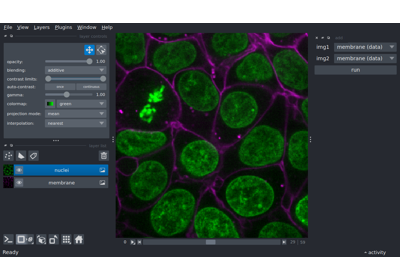 File View Layers Plugins Window Help
opacity: 1.00
blending: additive
contrast limits:
auto-contrast: once continuous
gamma: 1.00
colormap: green
projection mode: mean
interpolation: nearest
nuclei
membrane
img1 membrane (data)
img2 membrane (data)
run
Ready
activity